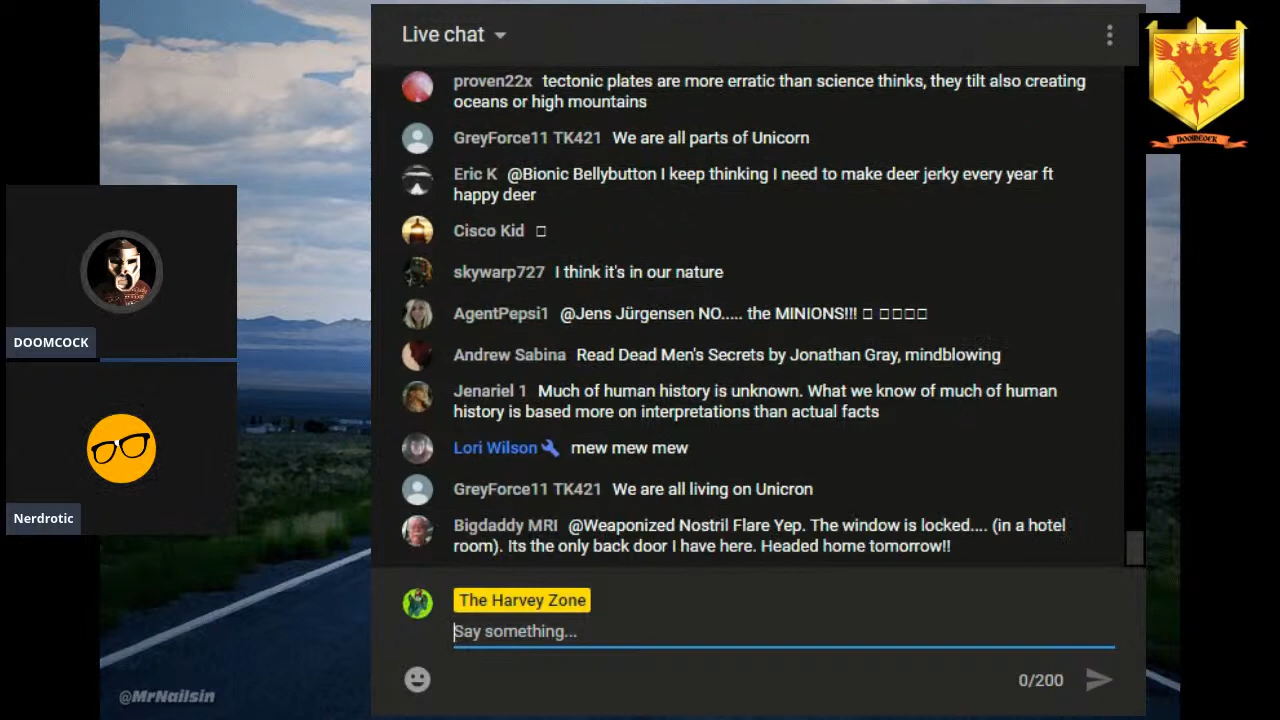 Live chat
proven22x tectonic plates are more erratic than science thinks, they tilt also creating
oceans or high mountains
GreyForce11 TK421 We are all parts of Unicorn
Eric K @Bionic Bellybutton I keep thinking I need to make deer jerky every year ft
happy deer
Cisco Kid □
skywarp727 I think it's in our nature
AgentPepsi1 @Jens Jürgensen NO..... the MINIONS!!! □ □□□□
Andrew Sabina Read Dead Men's Secrets by Jonathan Gray, mindblowing
Jenariel 1 Much of human history is unknown. What we know of much of human
history is based more on interpretations than actual facts
Lori Wilson mew mew mew
GreyForce11 TK421 We are all living on Unicron
Bigdaddy MRI @Weaponized Nostril Flare Yep. The window is locked.... (in a hotel
room). Its the only back door I have here. Headed home tomorrow!!
The Harvey Zone
Say something...
0/200
DOOMCOCK
Nerdrotic
DOOMCOCK
@MrNailsin